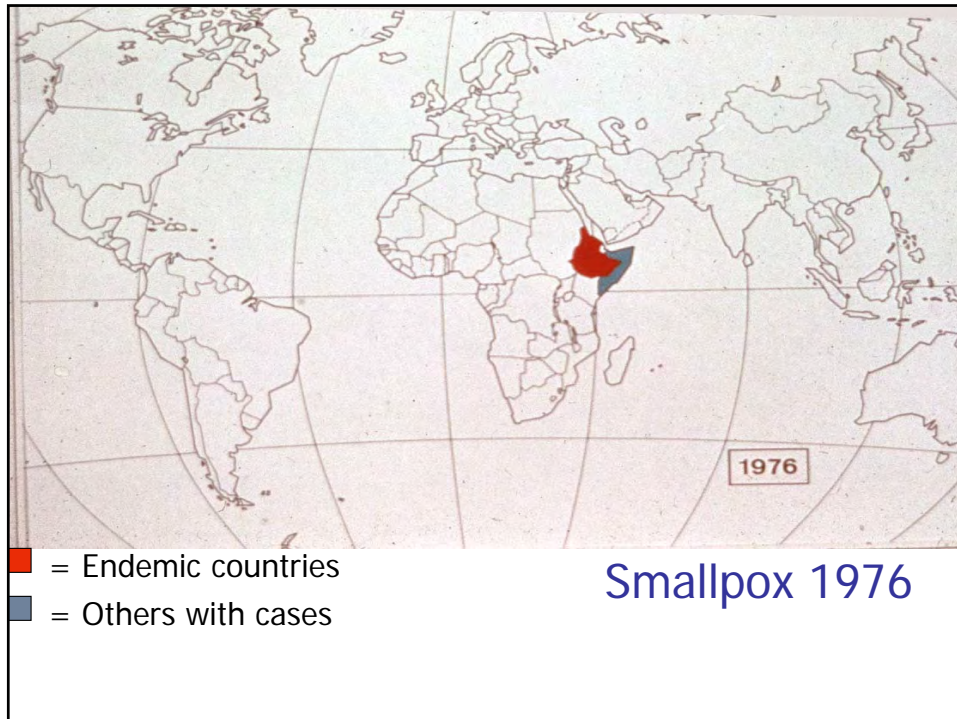 1976
= Endemic countries
= Others with cases
Smallpox 1976